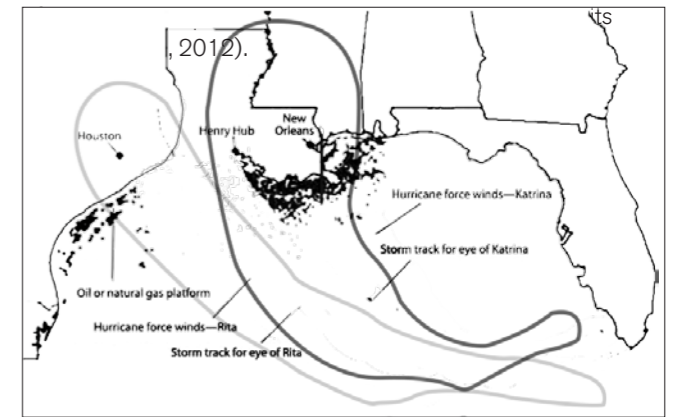 its
, 2012).
Houston
Henry Hub
New
Orleans
Hurricane force winds—Katrina
Storm track for eye of Katrina
Oil or natural gas platform
Hurricane force winds—Rita
Storm track for eye of Rita